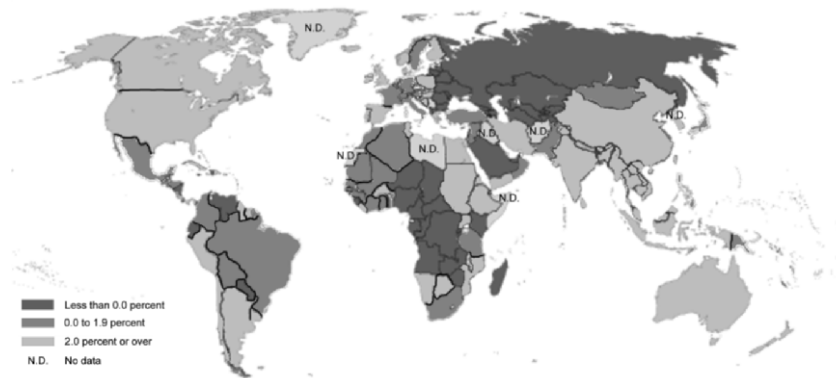 N.D.
N.D.
N.D.
N.D.
N.D.
N.D.
N.D.
Less than 0.0 percent
0.0 to 1.9 percent
2.0 percent or over
N.D. No data